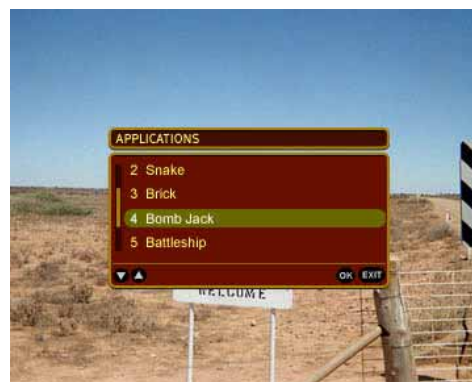 APPLICATIONS
2 Snake
3 Brick
4 Bomb Jack
5 Battleship
OK EXIT
WELCOME